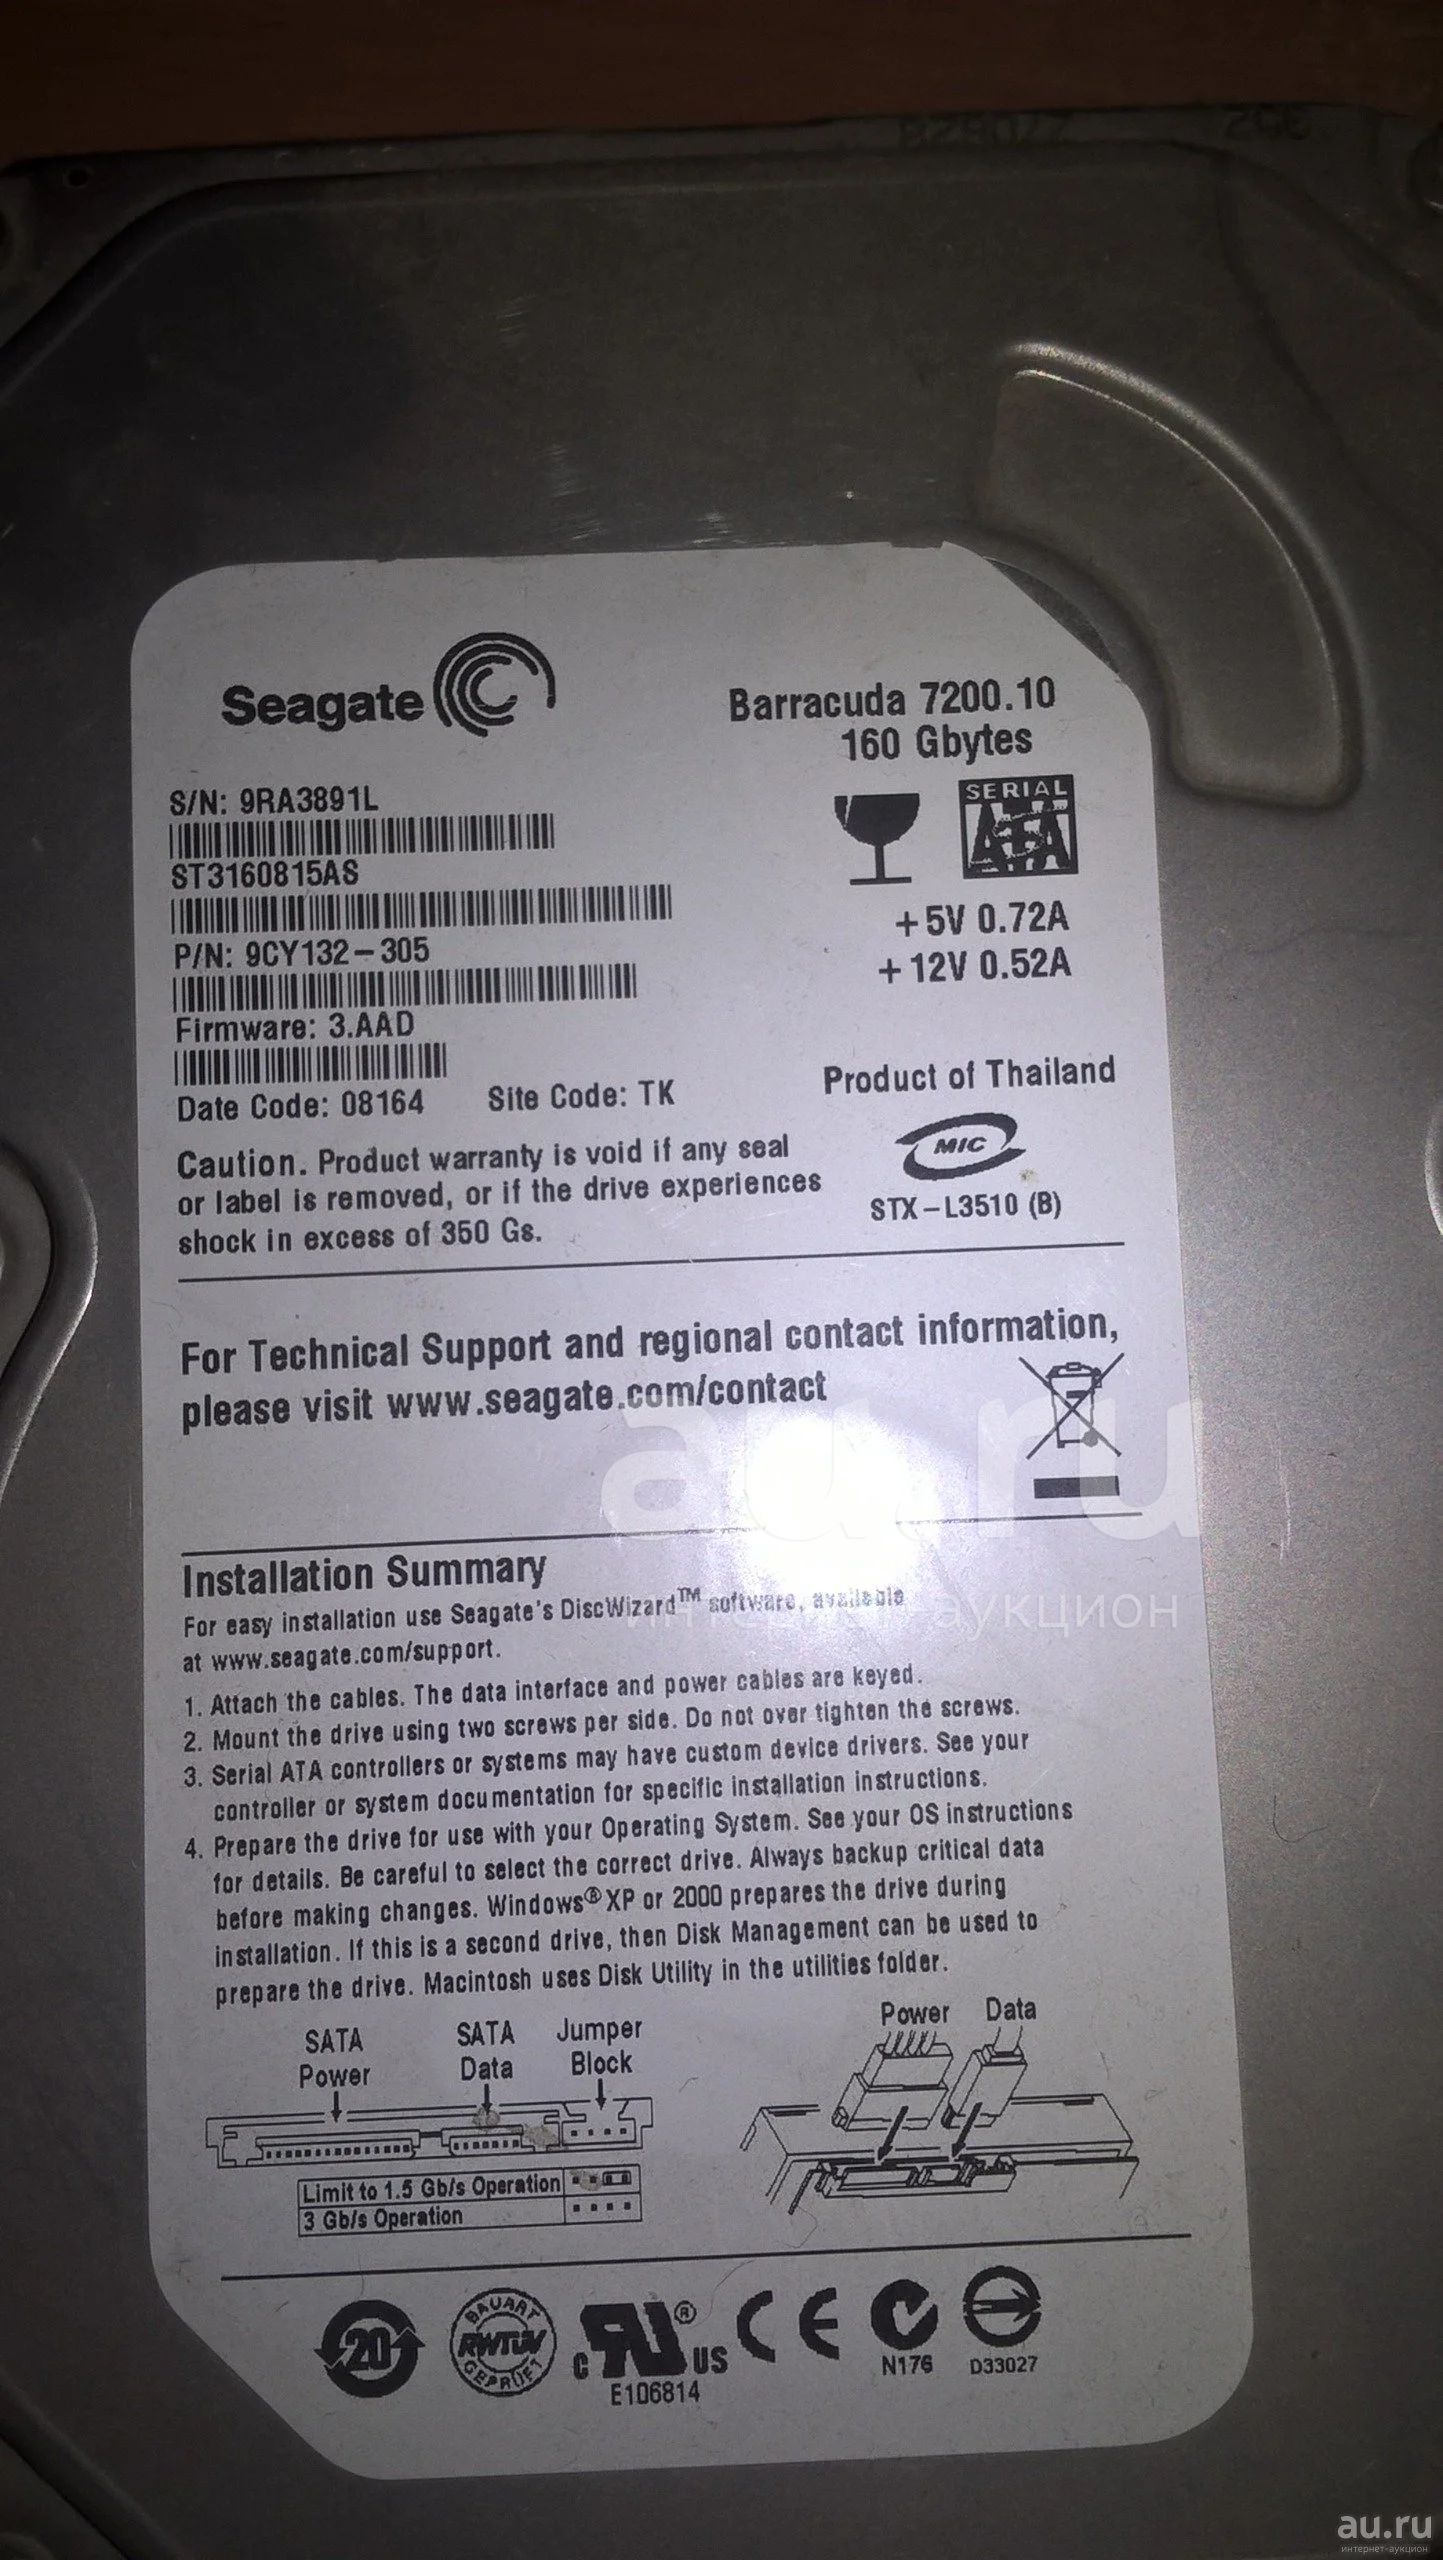 Seagate
Barracuda 7200.10
160 Gbytes
S/N: 9RA3891L
ST3160815AS
P/N: 9CY132-305
Firmware: 3.AAD
Date Code: 08164 Site Code: TK
SERIAL
ATA
+5V 0.72A
+12V 0.52A
Product of Thailand
MIC
STX-L3510 (B)
Caution. Product warranty is void if any seal
or label is removed, or if the drive experiences
shock in excess of 350 Gs.
For Technical Support and regional contact information,
please visit www.seagate.com/contact
au.ru
интернет-аукцион
Installation Summary
For easy installation use Seagate's DiscWizard™ software, available
at www.seagate.com/support.
1. Attach the cables. The data interface and power cables are keyed.
2. Mount the drive using two screws per side. Do not over tighten the screws.
3. Serial ATA controllers or systems may have custom device drivers. See your
controller or system documentation for specific installation instructions.
4. Prepare the drive for use with your Operating System. See your OS instructions
for details. Be careful to select the correct drive. Always backup critical data
before making changes. Windows® XP or 2000 prepares the drive during
installation. If this is a second drive, then Disk Management can be used to
prepare the drive. Macintosh uses Disk Utility in the utilities folder.
SATA Power
SATA Data
Jumper Block
Power Data
Limit to 1.5 Gb/s Operation
3 Gb/s Operation
20
BAUART
RWTÜV
GEPRÜFT
c US ®
E106814
CE
N176
D33027
au.ru
интернет-аукцион